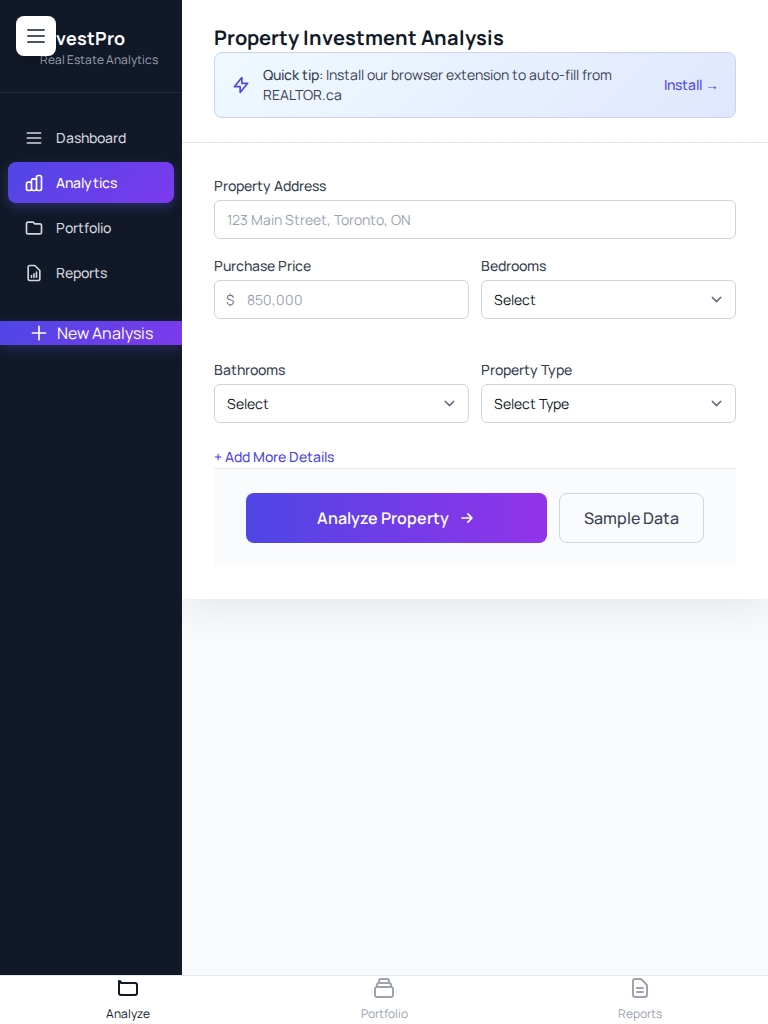 vestPro
Real Estate Analytics
Dashboard
Analytics
Portfolio
Reports
New Analysis
Property Investment Analysis
Quick tip: Install our browser extension to auto-fill from
REALTOR.ca
Install →
Property Address
123 Main Street, Toronto, ON
Purchase Price
Bedrooms
$ 850,000
Select
Bathrooms
Property Type
Select
Select Type
+ Add More Details
Analyze Property →
Sample Data
Analyze
Portfolio
Reports